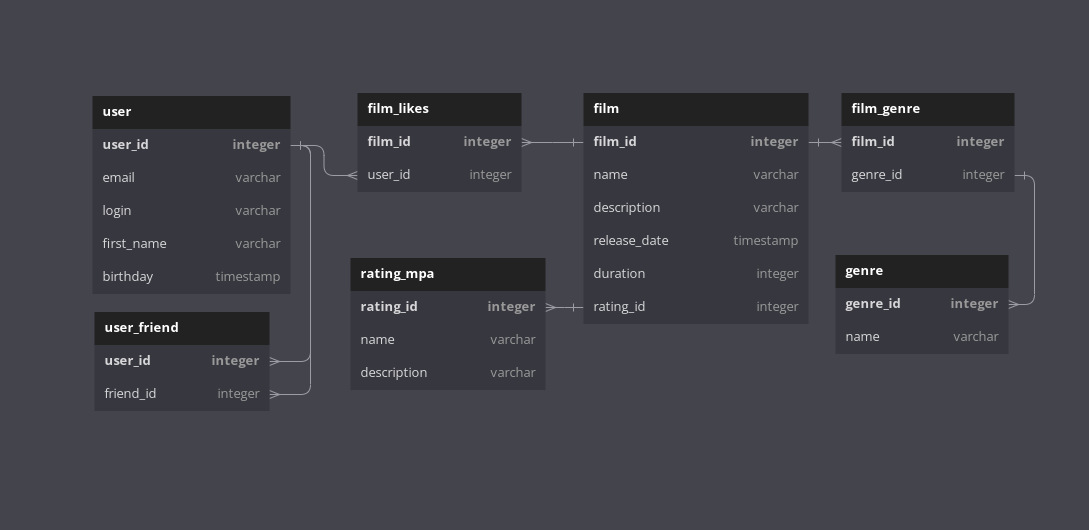 user
user_id integer
email varchar
login varchar
first_name varchar
birthday timestamp
user_friend
user_id integer
friend_id integer
film_likes
film_id integer
user_id integer
rating_mpa
rating_id integer
name varchar
description varchar
film
film_id integer
name varchar
description varchar
release_date timestamp
duration integer
rating_id integer
film_genre
film_id integer
genre_id integer
genre
genre_id integer
name varchar